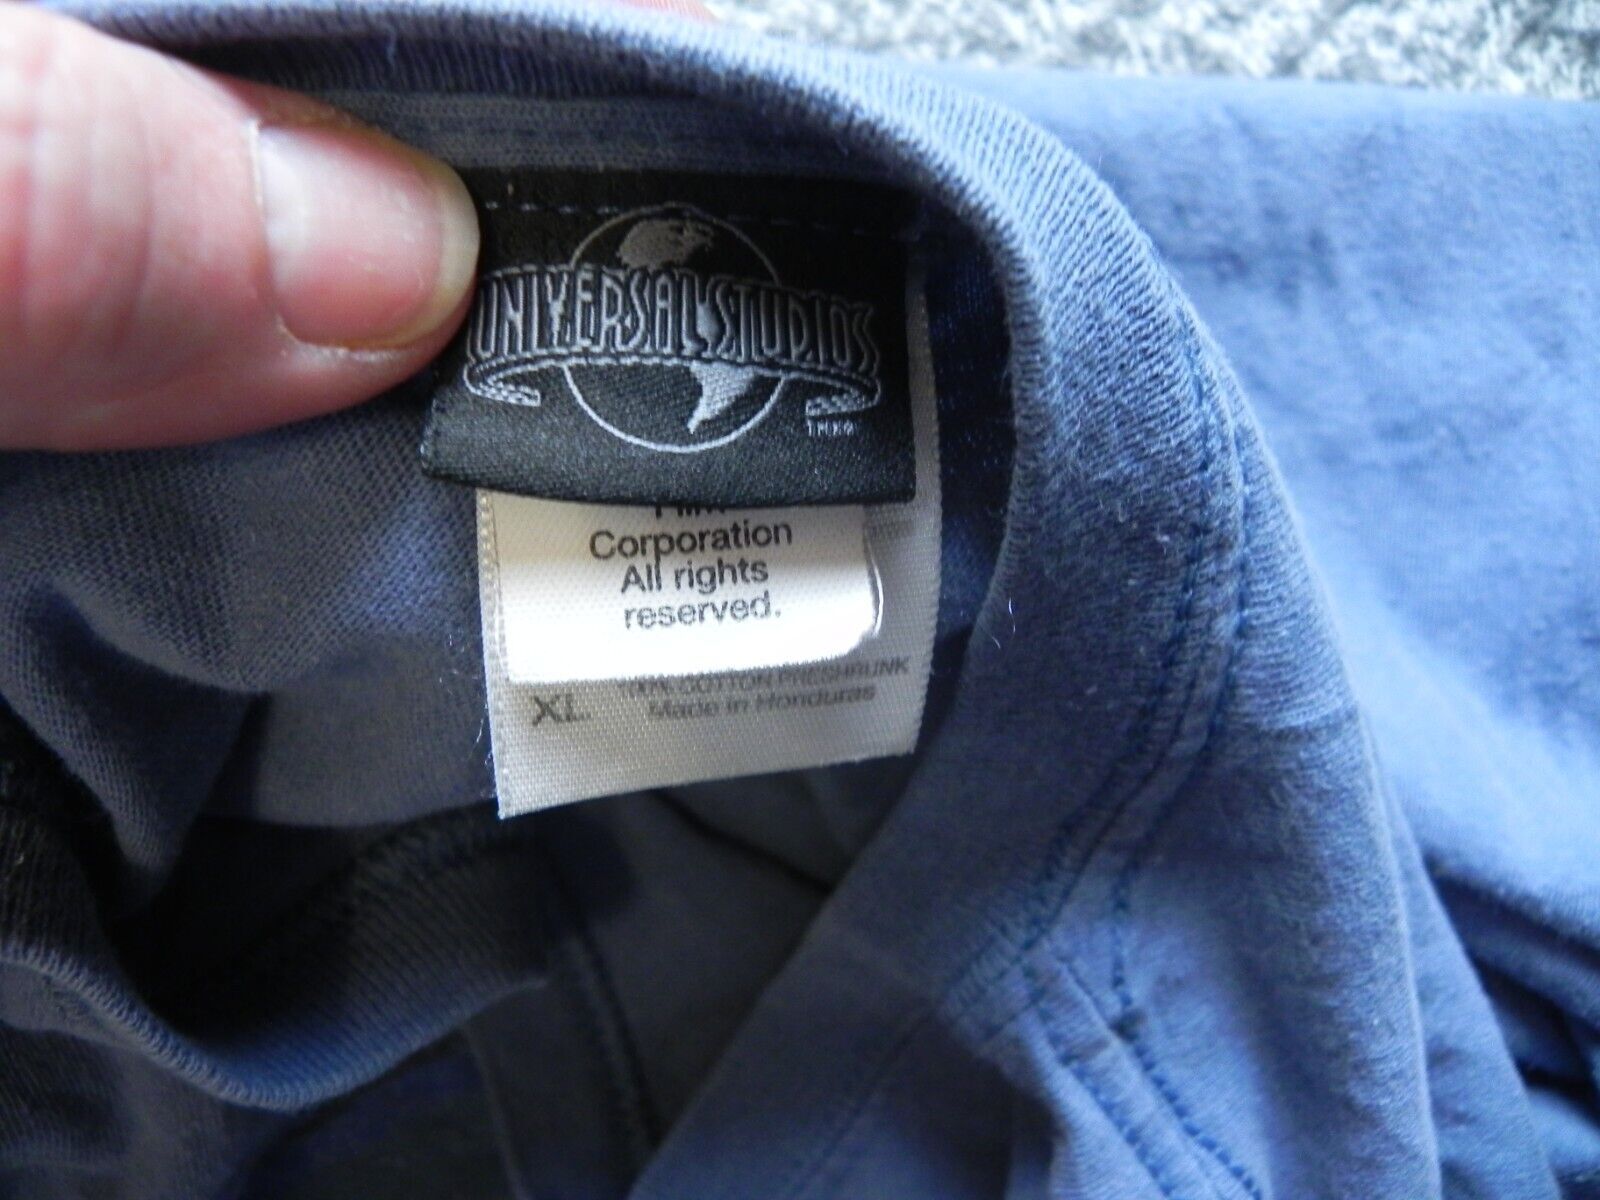 UNIVERSAL STUDIOS
Corporation
All rights
reserved.
XL
100% COTTON PRESHRUNK
Made in Honduras